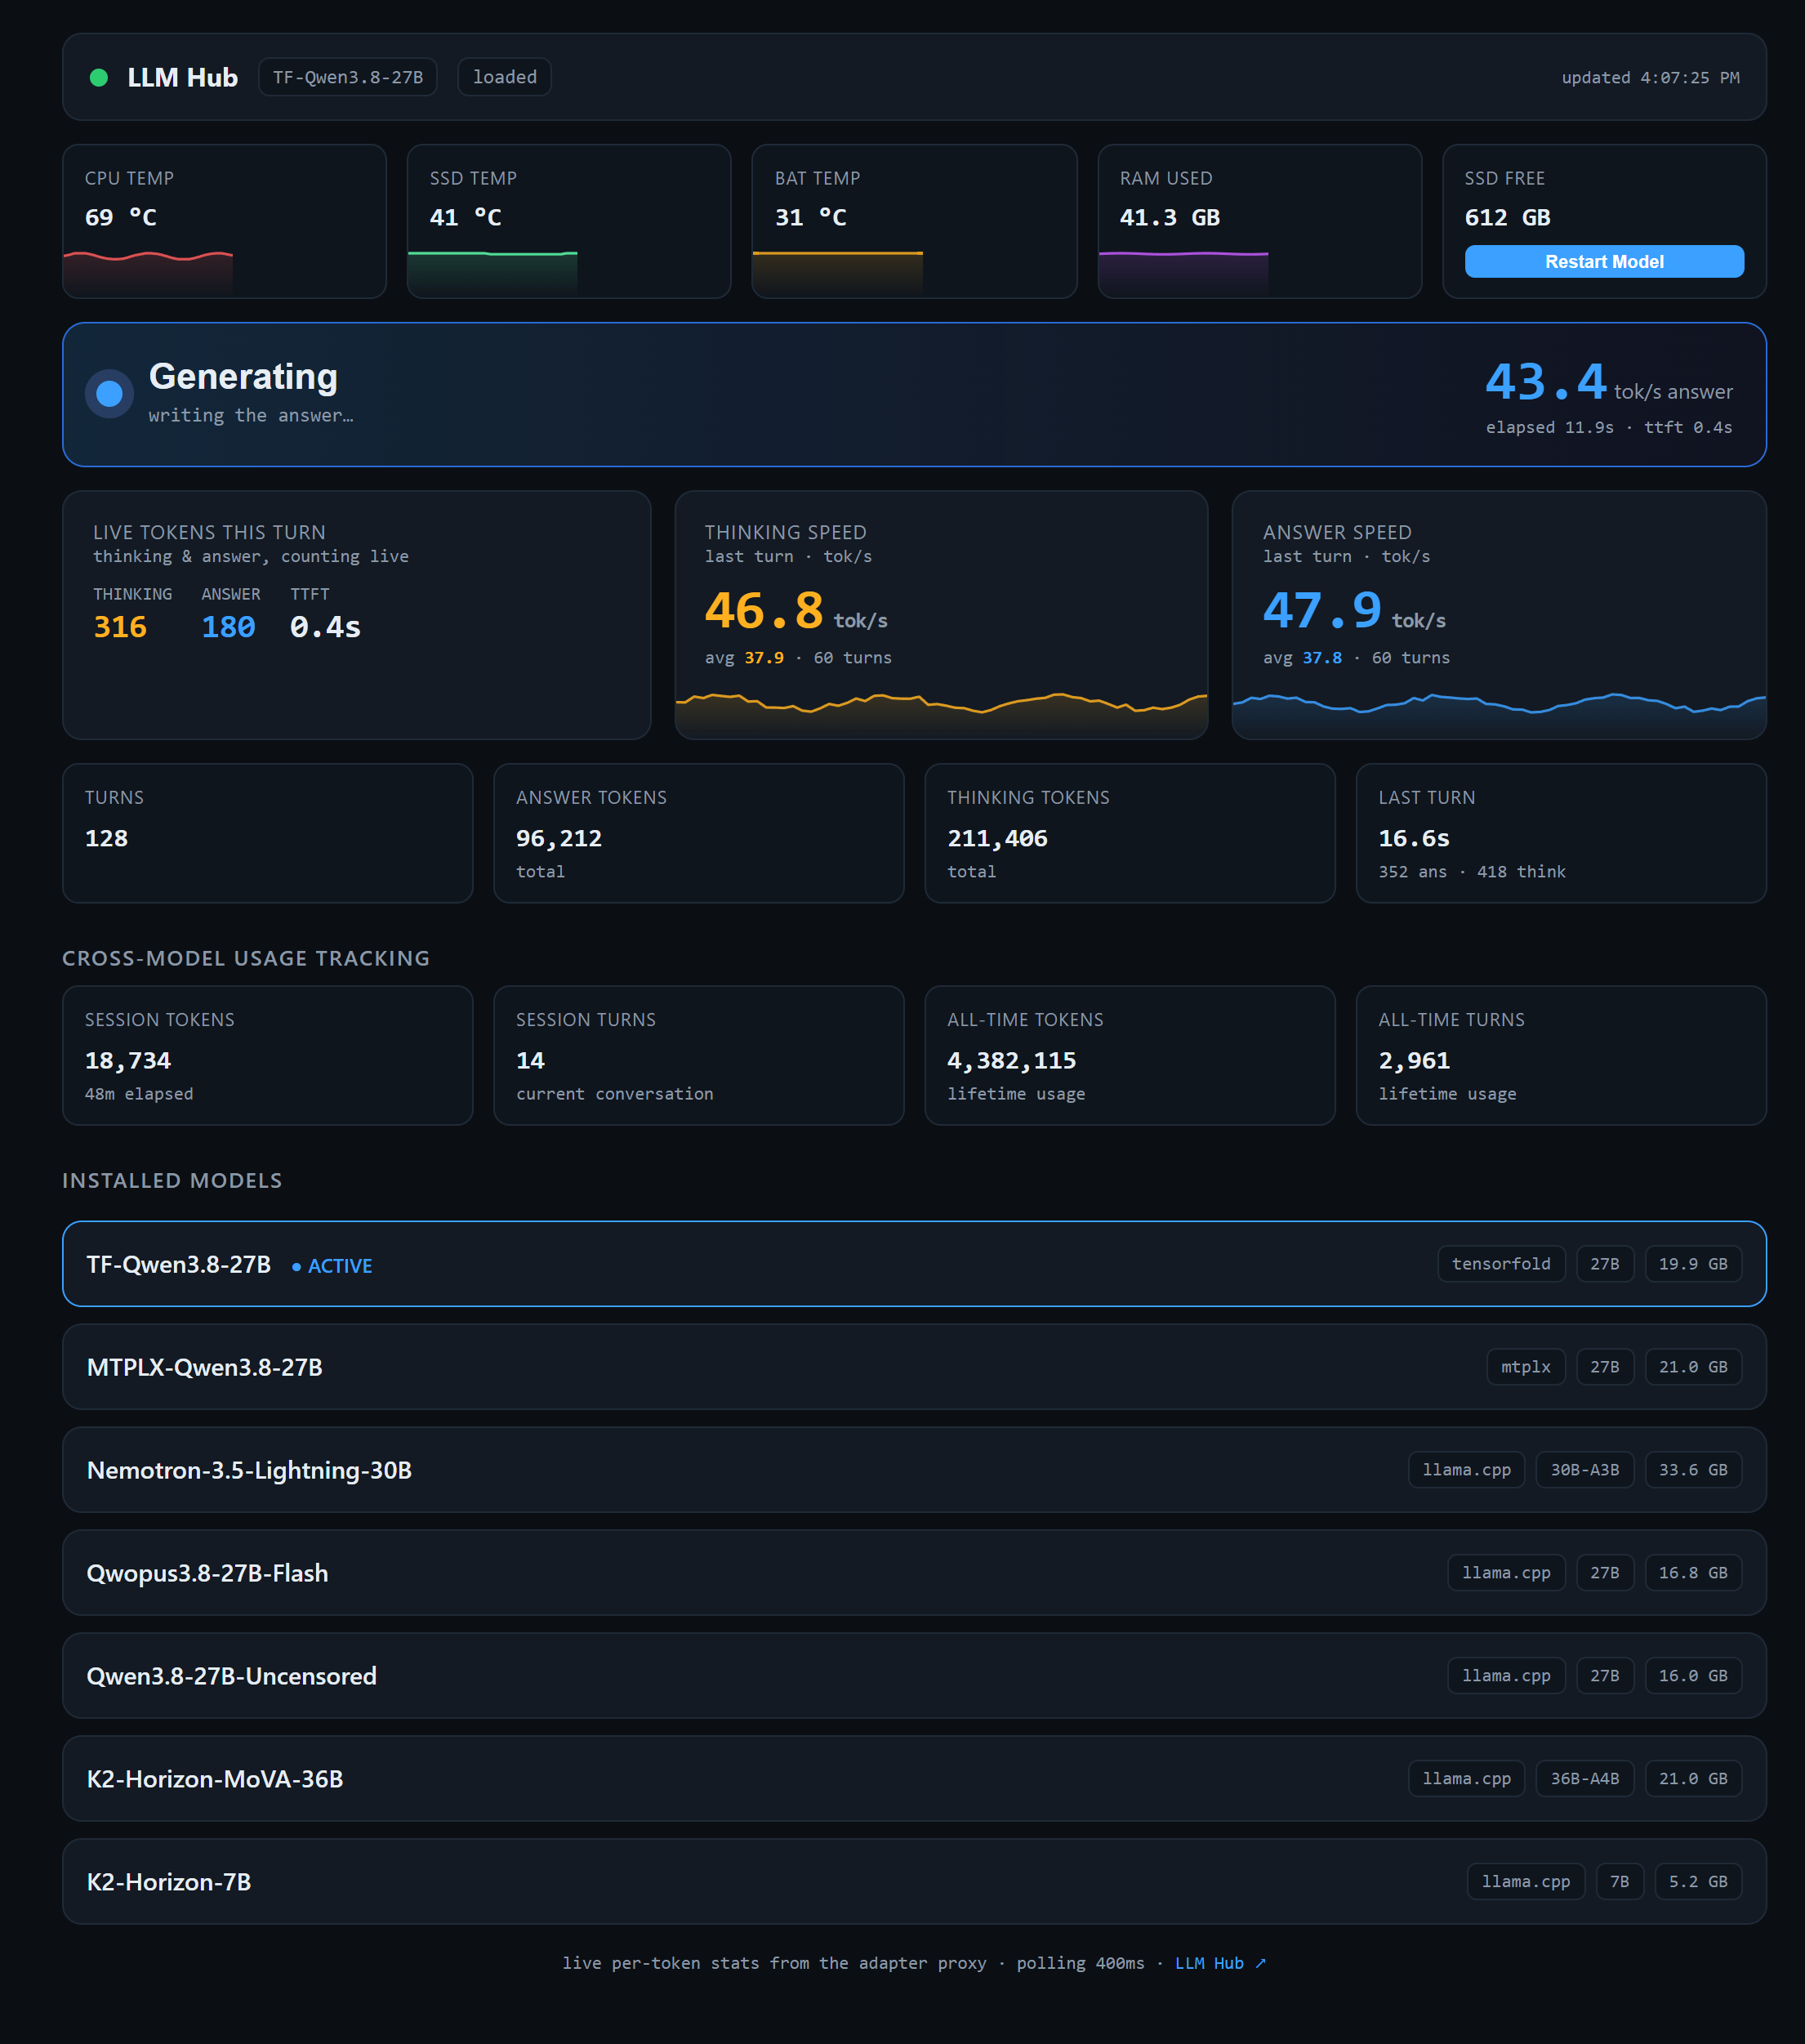 LLM Hub TF-Qwen3.8-27B loaded updated 4:07:25 PM
CPU TEMP
69 °C
SSD TEMP
41 °C
BAT TEMP
31 °C
RAM USED
41.3 GB
SSD FREE
612 GB
Restart Model
Generating
writing the answer…
43.4 tok/s answer
elapsed 11.9s · ttft 0.4s
LIVE TOKENS THIS TURN
thinking & answer, counting live
THINKING ANSWER TTFT
316 180 0.4s
THINKING SPEED
last turn · tok/s
46.8 tok/s
avg 37.9 · 60 turns
ANSWER SPEED
last turn · tok/s
47.9 tok/s
avg 37.8 · 60 turns
TURNS
128
ANSWER TOKENS
96,212
total
THINKING TOKENS
211,406
total
LAST TURN
16.6s
352 ans · 418 think
CROSS-MODEL USAGE TRACKING
SESSION TOKENS
18,734
48m elapsed
SESSION TURNS
14
current conversation
ALL-TIME TOKENS
4,382,115
lifetime usage
ALL-TIME TURNS
2,961
lifetime usage
INSTALLED MODELS
TF-Qwen3.8-27B ● ACTIVE tensorfold 27B 19.9 GB
MTPLX-Qwen3.8-27B mtplx 27B 21.0 GB
Nemotron-3.5-Lightning-30B llama.cpp 30B-A3B 33.6 GB
Qwopus3.8-27B-Flash llama.cpp 27B 16.8 GB
Qwen3.8-27B-Uncensored llama.cpp 27B 16.0 GB
K2-Horizon-MoVA-36B llama.cpp 36B-A4B 21.0 GB
K2-Horizon-7B llama.cpp 7B 5.2 GB
live per-token stats from the adapter proxy · polling 400ms · LLM Hub ↗